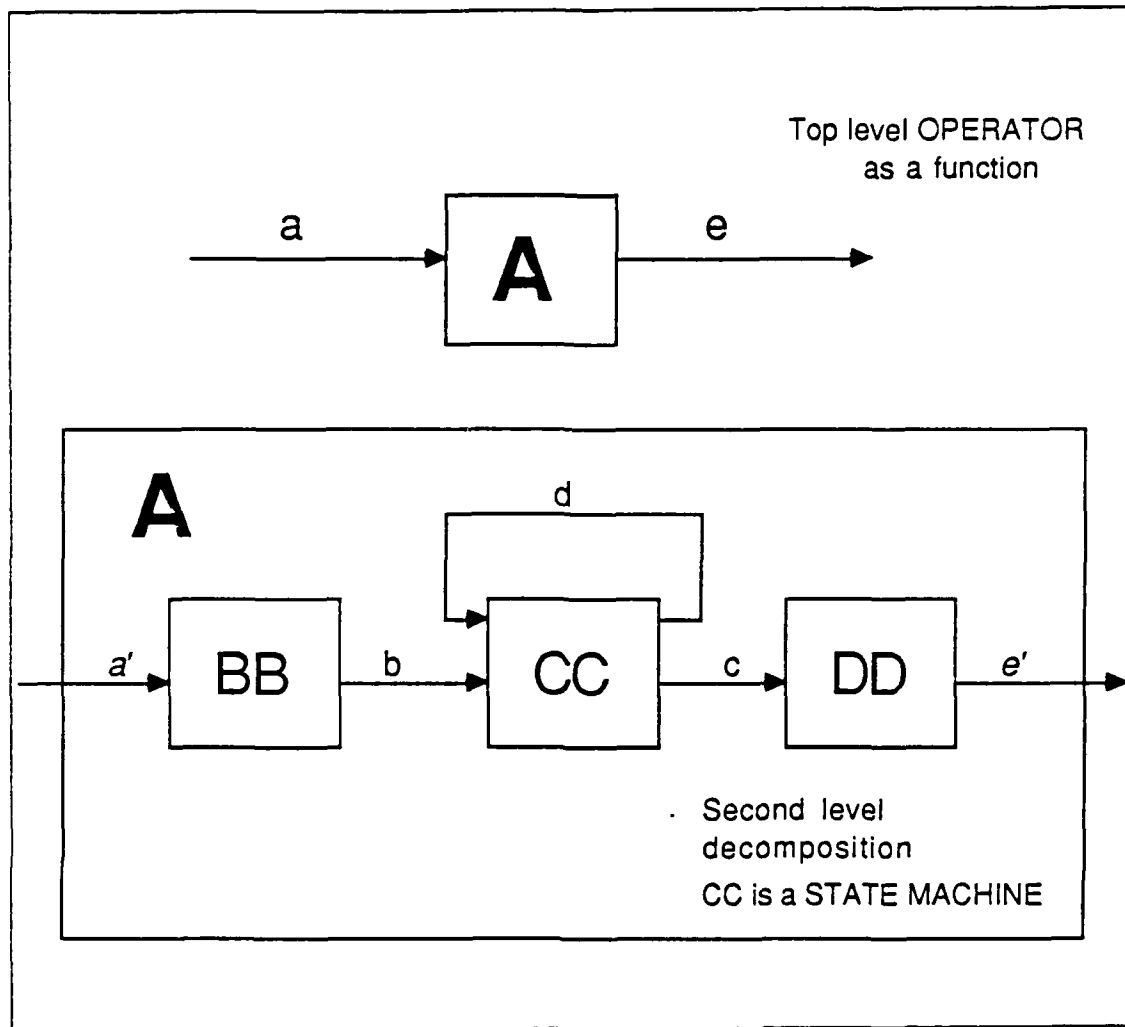 Top level OPERATOR
as a function
a
A
e
A
d
a'
BB
b
CC
c
DD
e'
Second level
decomposition
CC is a STATE MACHINE